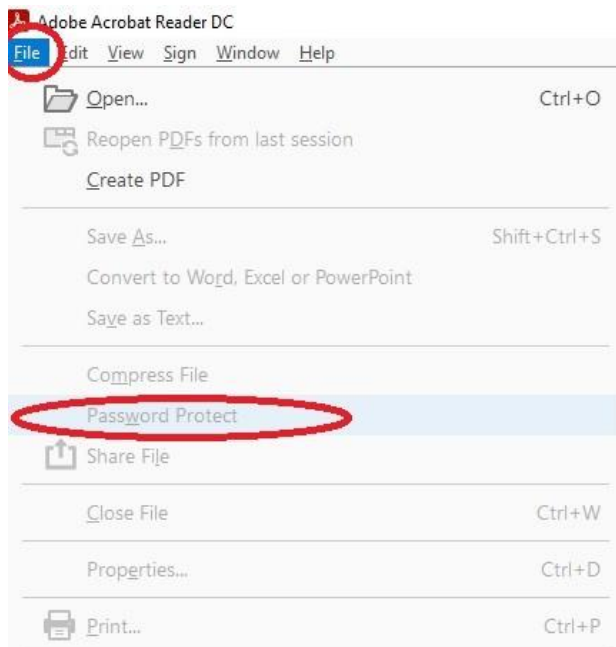 Adobe Acrobat Reader DC
File Edit View Sign Window Help
Open... Ctrl+O
Reopen PDFs from last session
Create PDF
Save As... Shift+Ctrl+S
Convert to Word, Excel or PowerPoint
Save as Text...
Compress File
Password Protect
Share File
Close File Ctrl+W
Properties... Ctrl+D
Print... Ctrl+P